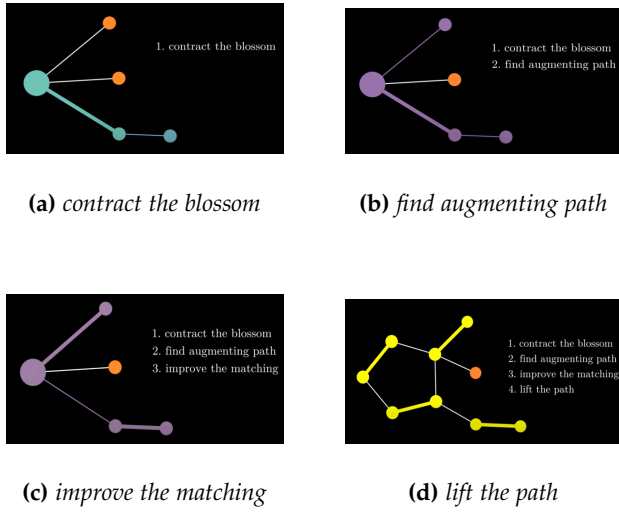 1. contract the blossom
(a) contract the blossom
1. contract the blossom
2. find augmenting path
(b) find augmenting path
1. contract the blossom
2. find augmenting path
3. improve the matching
(c) improve the matching
1. contract the blossom
2. find augmenting path
3. improve the matching
4. lift the path
(d) lift the path